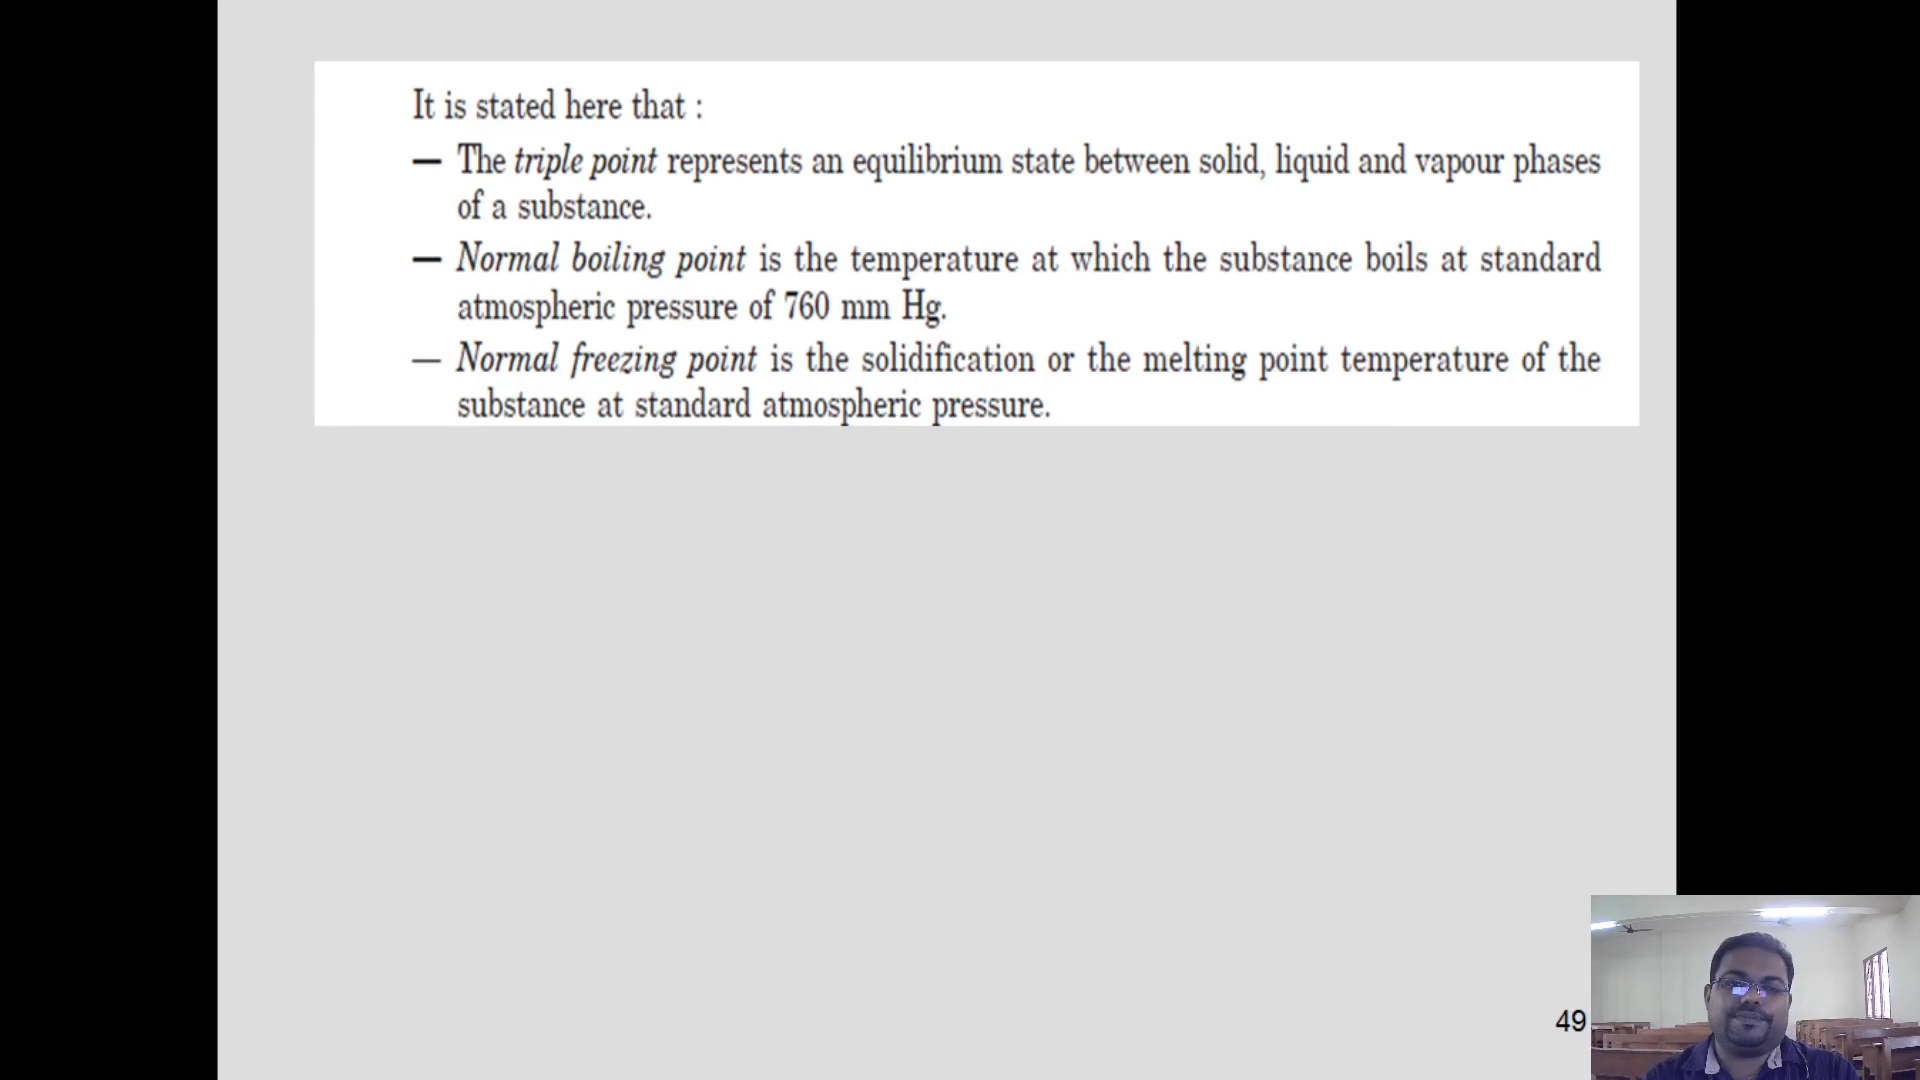 It is stated here that :
— The triple point represents an equilibrium state between solid, liquid and vapour phases
of a substance.
— Normal boiling point is the temperature at which the substance boils at standard
atmospheric pressure of 760 mm Hg.
— Normal freezing point is the solidification or the melting point temperature of the
substance at standard atmospheric pressure.
49